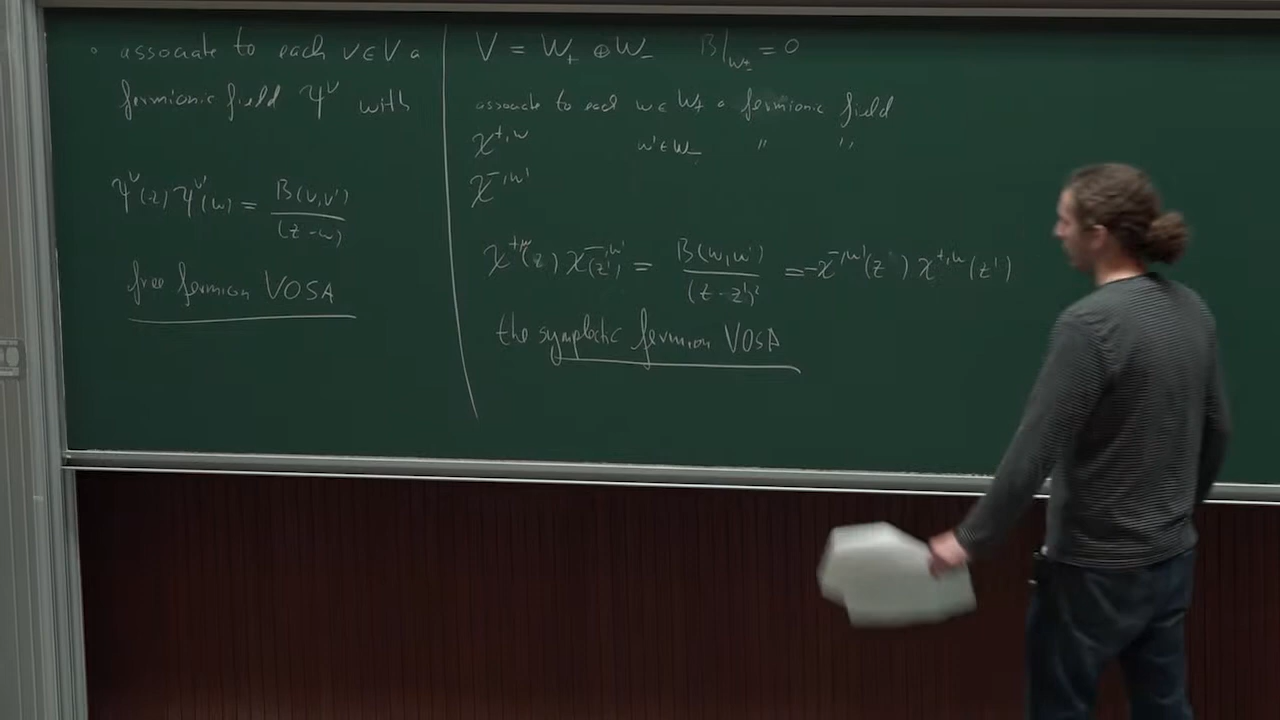 • associate to each v ∈ V a
fermionic field Ψ^v with
Ψ^v(z) Ψ^{v'}(w) = B(v,v') / (z-w)
free fermion VOSA
V = W₊ ⊕ W₋ B|_{W±} = 0
associate to each w ∈ W₊ a fermionic field
χ^{+,w} w' ∈ W₋ " "
χ^{-,w'}
χ^{+,w}(z) χ^{-,w'}(z') = B(w,w') / (z-z')² = -χ^{-,w'}(z) χ^{+,w}(z')
the symplectic fermion VOSA